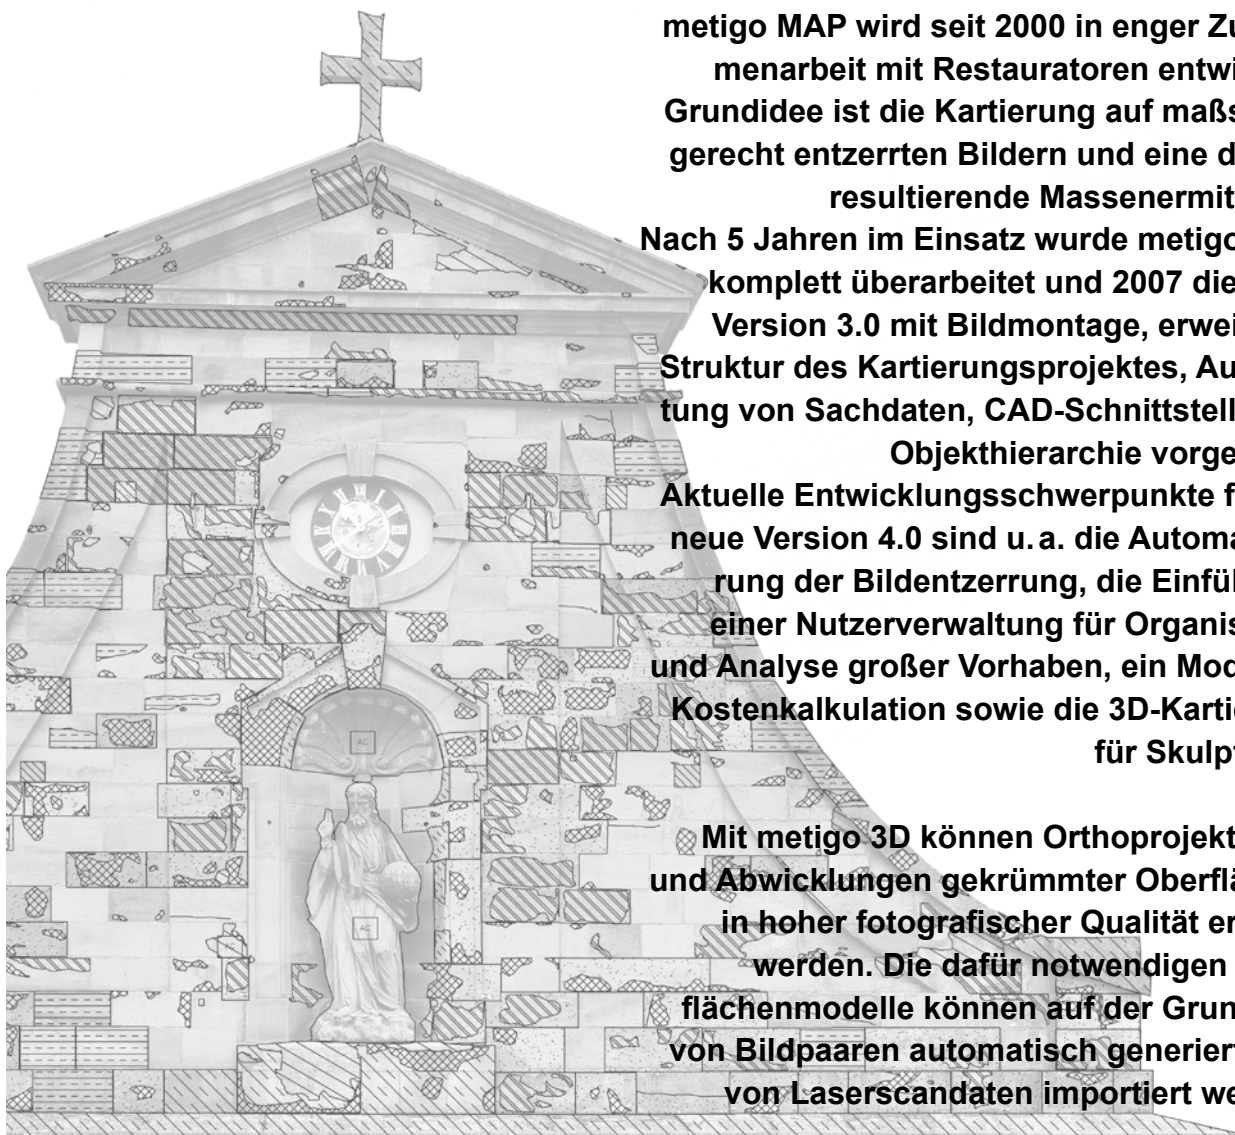 metigo MAP wird seit 2000 in enger Zu
menarbeit mit Restauratoren entwi
Grundidee ist die Kartierung auf maßs
gerecht entzerrten Bildern und eine d
resultierende Massenermit
Nach 5 Jahren im Einsatz wurde metigo
komplett überarbeitet und 2007 die
Version 3.0 mit Bildmontage, erwei
Struktur des Kartierungsprojektes, Au
tung von Sachdaten, CAD-Schnittstell
Objekthierarchie vorge
Aktuelle Entwicklungsschwerpunkte f
neue Version 4.0 sind u. a. die Automa
rung der Bildentzerrung, die Einfü
einer Nutzerverwaltung für Organis
und Analyse großer Vorhaben, ein Mod
Kostenkalkulation sowie die 3D-Karti
für Skulp
AC
Mit metigo 3D können Orthoprojekt
und Abwicklungen gekrümmter Oberflä
in hoher fotografischer Qualität er
werden. Die dafür notwendigen
flächenmodelle können auf der Grun
von Bildpaaren automatisch generier
von Laserscandaten importiert we
AC